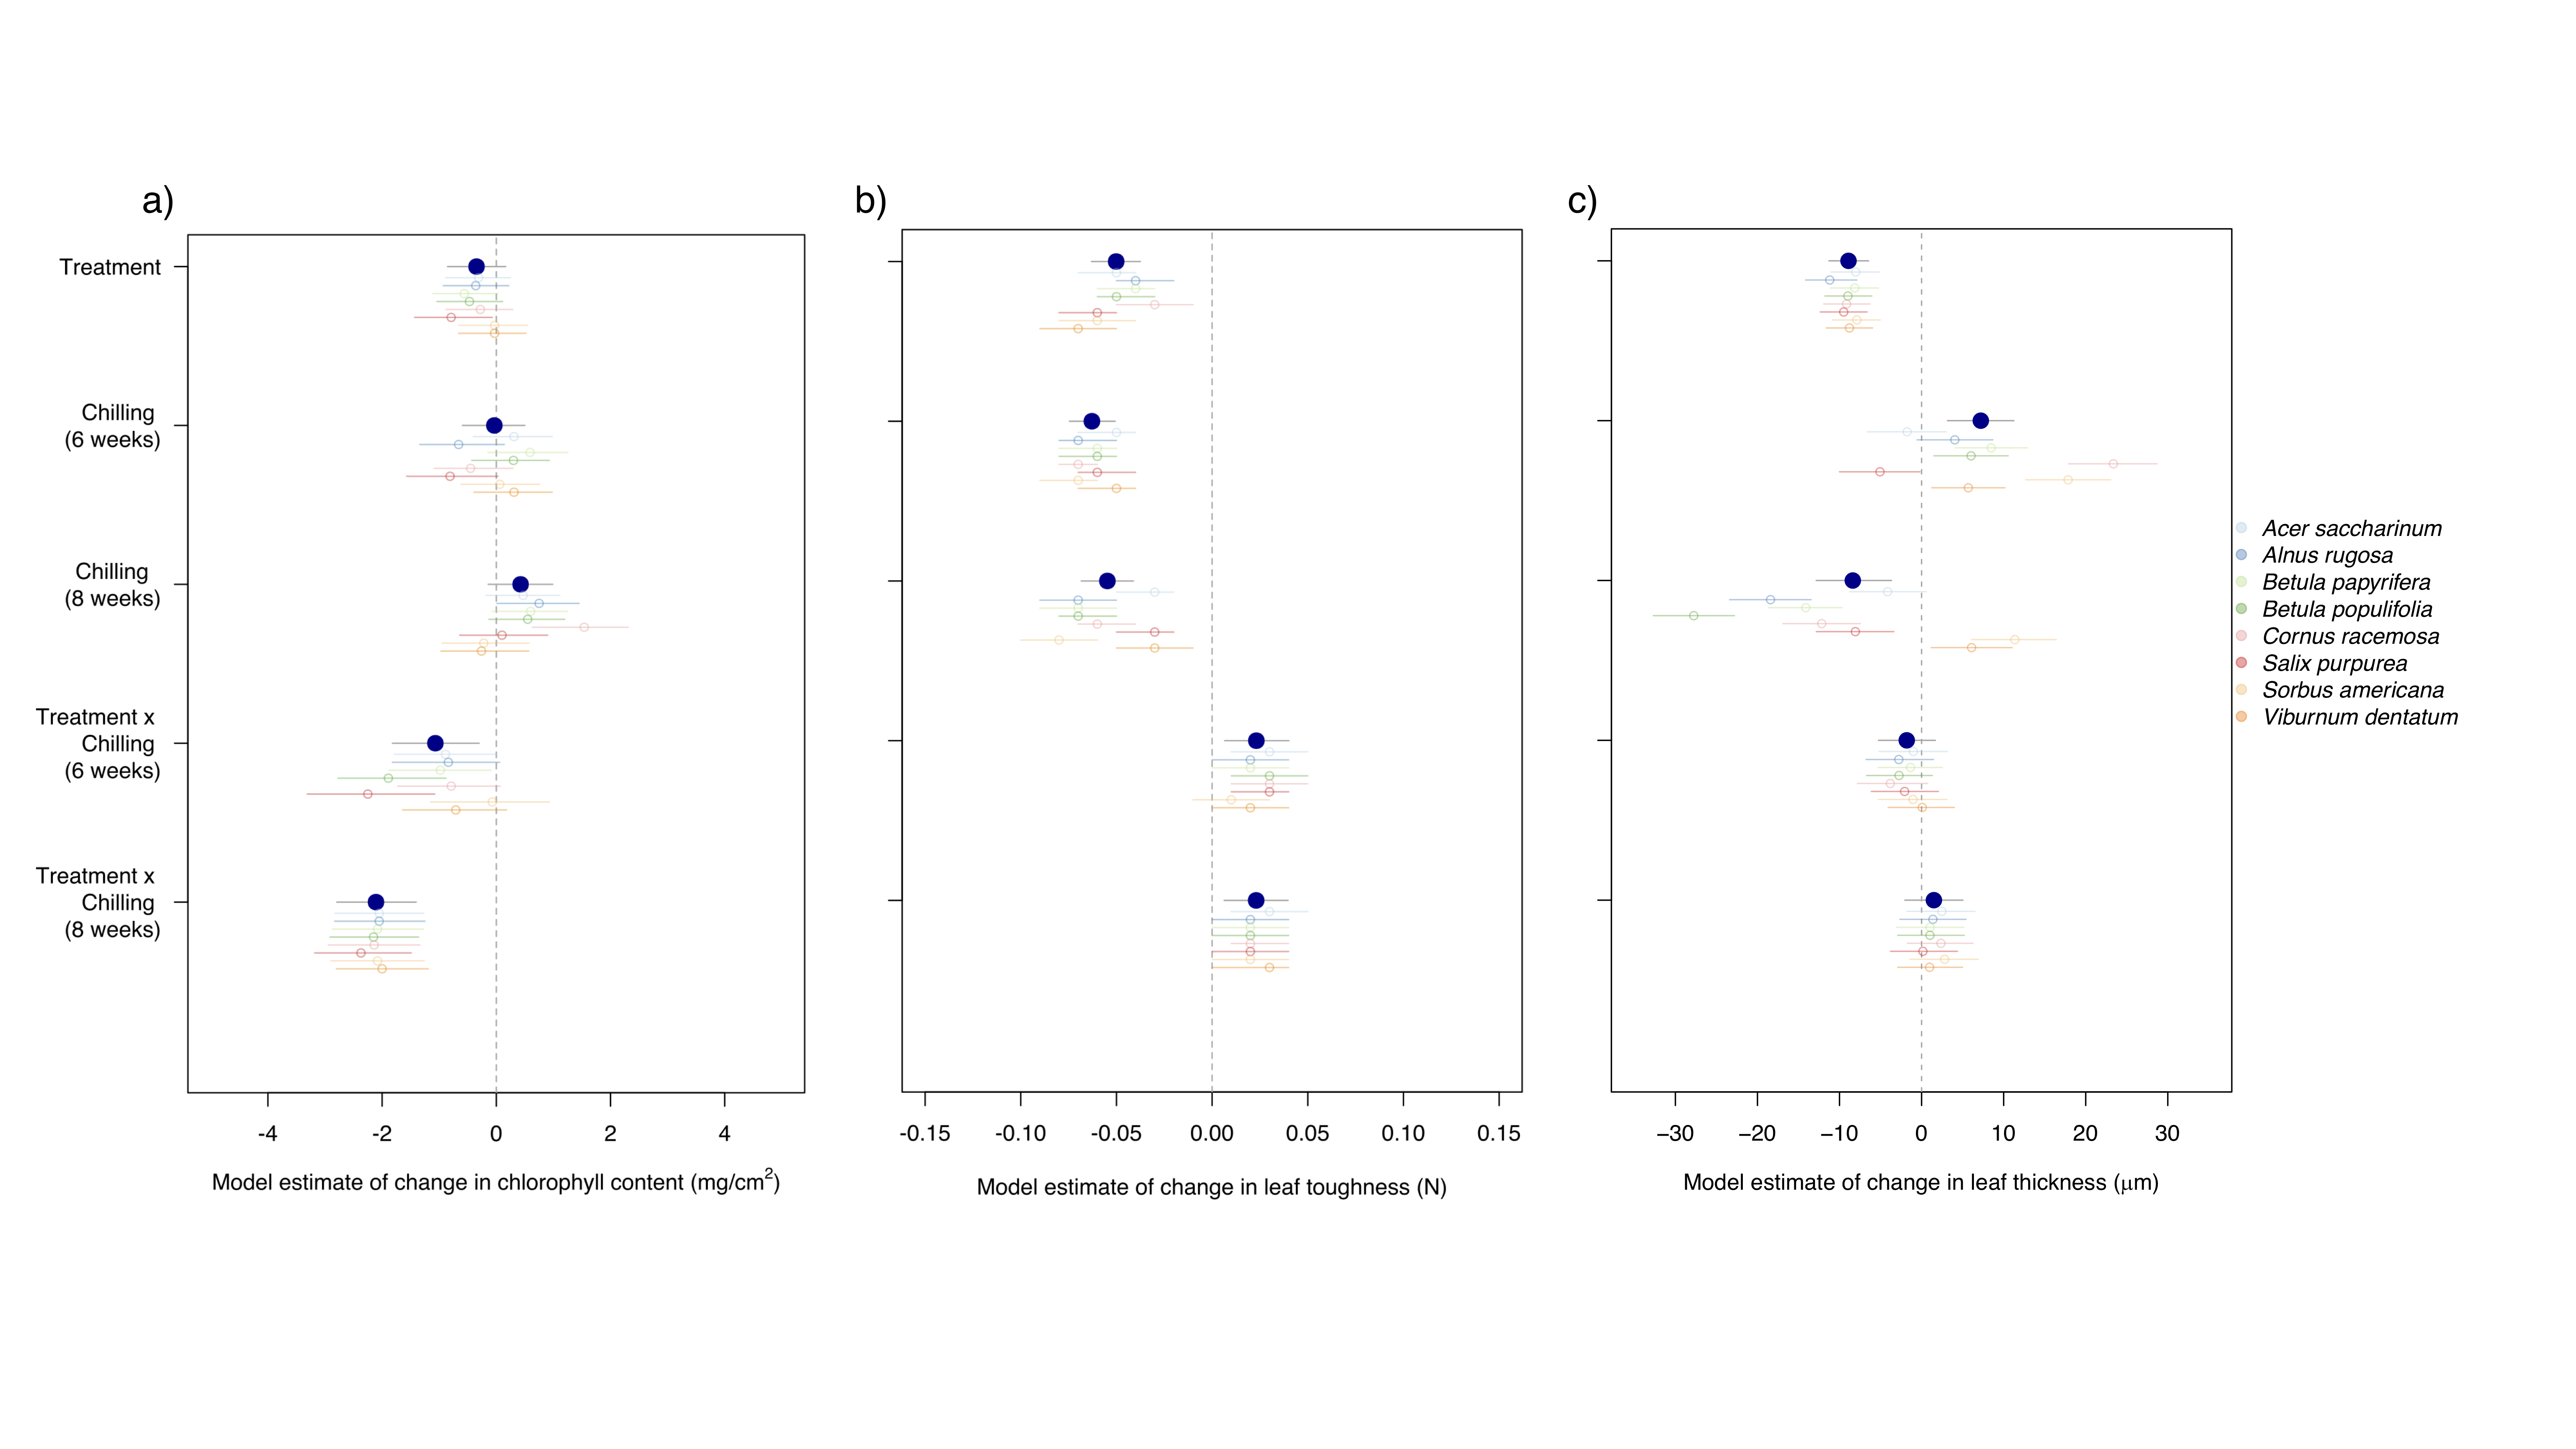 a)
b)
c)
Treatment
Chilling
(6 weeks)
Chilling
(8 weeks)
Treatment x
Chilling
(6 weeks)
Treatment x
Chilling
(8 weeks)
-4 -2 0 2 4
Model estimate of change in chlorophyll content (mg/cm²)
-0.15 -0.10 -0.05 0.00 0.05 0.10 0.15
Model estimate of change in leaf toughness (N)
−30 −20 −10 0 10 20 30
Model estimate of change in leaf thickness (μm)
Acer saccharinum
Alnus rugosa
Betula papyrifera
Betula populifolia
Cornus racemosa
Salix purpurea
Sorbus americana
Viburnum dentatum